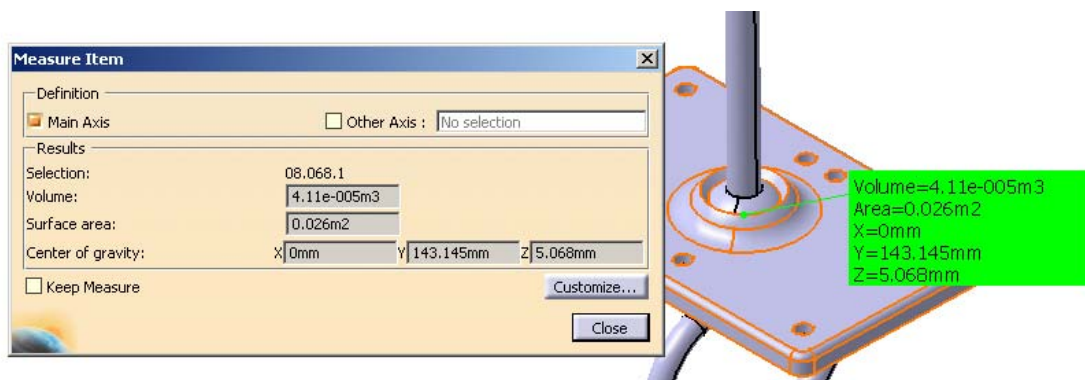 Measure Item
Definition
Main Axis Other Axis : No selection
Results
Selection: 08.068.1
Volume: 4.11e-005m3
Surface area: 0.026m2
Center of gravity: X 0mm Y 143.145mm Z 5.068mm
Keep Measure Customize...
Close
Volume=4.11e-005m3
Area=0.026m2
X=0mm
Y=143.145mm
Z=5.068mm